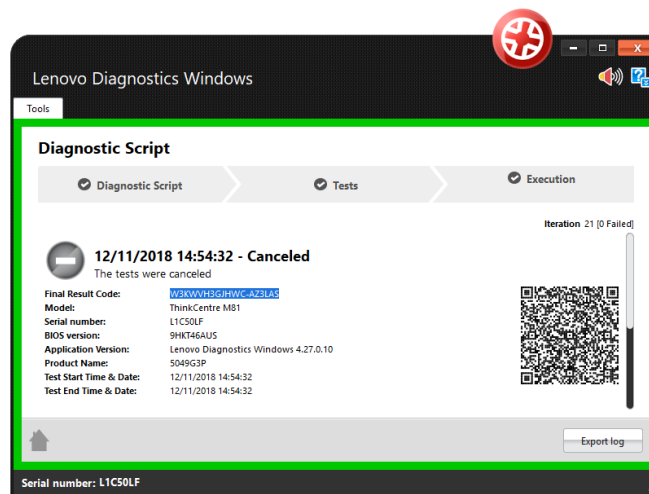 Lenovo Diagnostics Windows
Tools
Diagnostic Script
Diagnostic Script Tests Execution
Iteration 21 [0 Failed]
12/11/2018 14:54:32 - Canceled
The tests were canceled
Final Result Code: W3KWVH3GJHWC-AZ3LAS
Model: ThinkCentre M81
Serial number: L1C50LF
BIOS version: 9HKT46AUS
Application Version: Lenovo Diagnostics Windows 4.27.0.10
Product Name: 5049G3P
Test Start Time & Date: 12/11/2018 14:54:32
Test End Time & Date: 12/11/2018 14:54:32
Export log
Serial number: L1C50LF